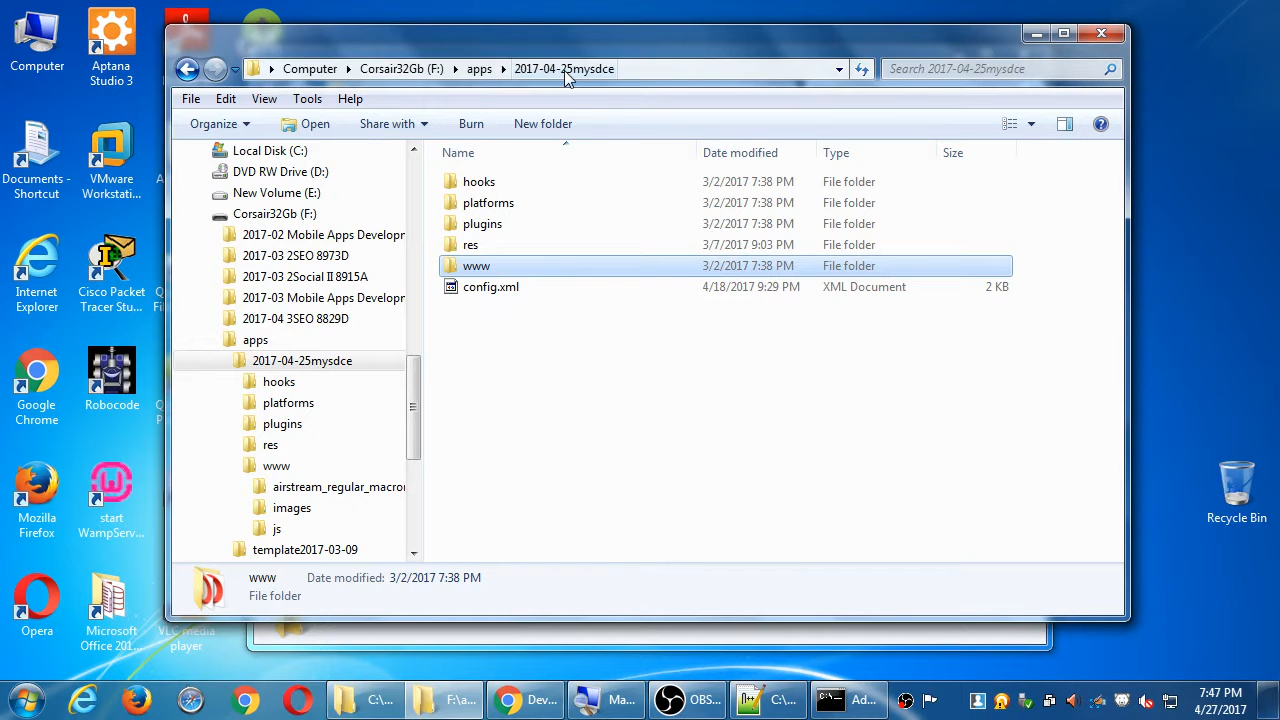 Computer
Aptana
Studio 3
Documents -
Shortcut
VMware
Workstati...
Internet
Explorer
Cisco Packet
Tracer Stu...
Google
Chrome
Robocode
Mozilla
Firefox
start
WampServ...
Opera
Microsoft
Office 201...
VLC media
player
Recycle Bin
Computer Corsair32Gb (F:) apps 2017-04-25mysdce
Search 2017-04-25mysdce
File Edit View Tools Help
Organize Open Share with Burn New folder
Local Disk (C:)
DVD RW Drive (D:)
New Volume (E:)
Corsair32Gb (F:)
2017-02 Mobile Apps Developr
2017-03 2SEO 8973D
2017-03 2Social II 8915A
2017-03 Mobile Apps Developr
2017-04 3SEO 8829D
apps
2017-04-25mysdce
hooks
platforms
plugins
res
www
airstream_regular_macror
images
js
template2017-03-09
Name Date modified Type Size
hooks 3/2/2017 7:38 PM File folder
platforms 3/2/2017 7:38 PM File folder
plugins 3/2/2017 7:38 PM File folder
res 3/7/2017 9:03 PM File folder
www 3/2/2017 7:38 PM File folder
config.xml 4/18/2017 9:29 PM XML Document 2 KB
www Date modified: 3/2/2017 7:38 PM
File folder
C:\... F:\a... Dev... Ma... OBS... C:\... Ad...
7:47 PM
4/27/2017